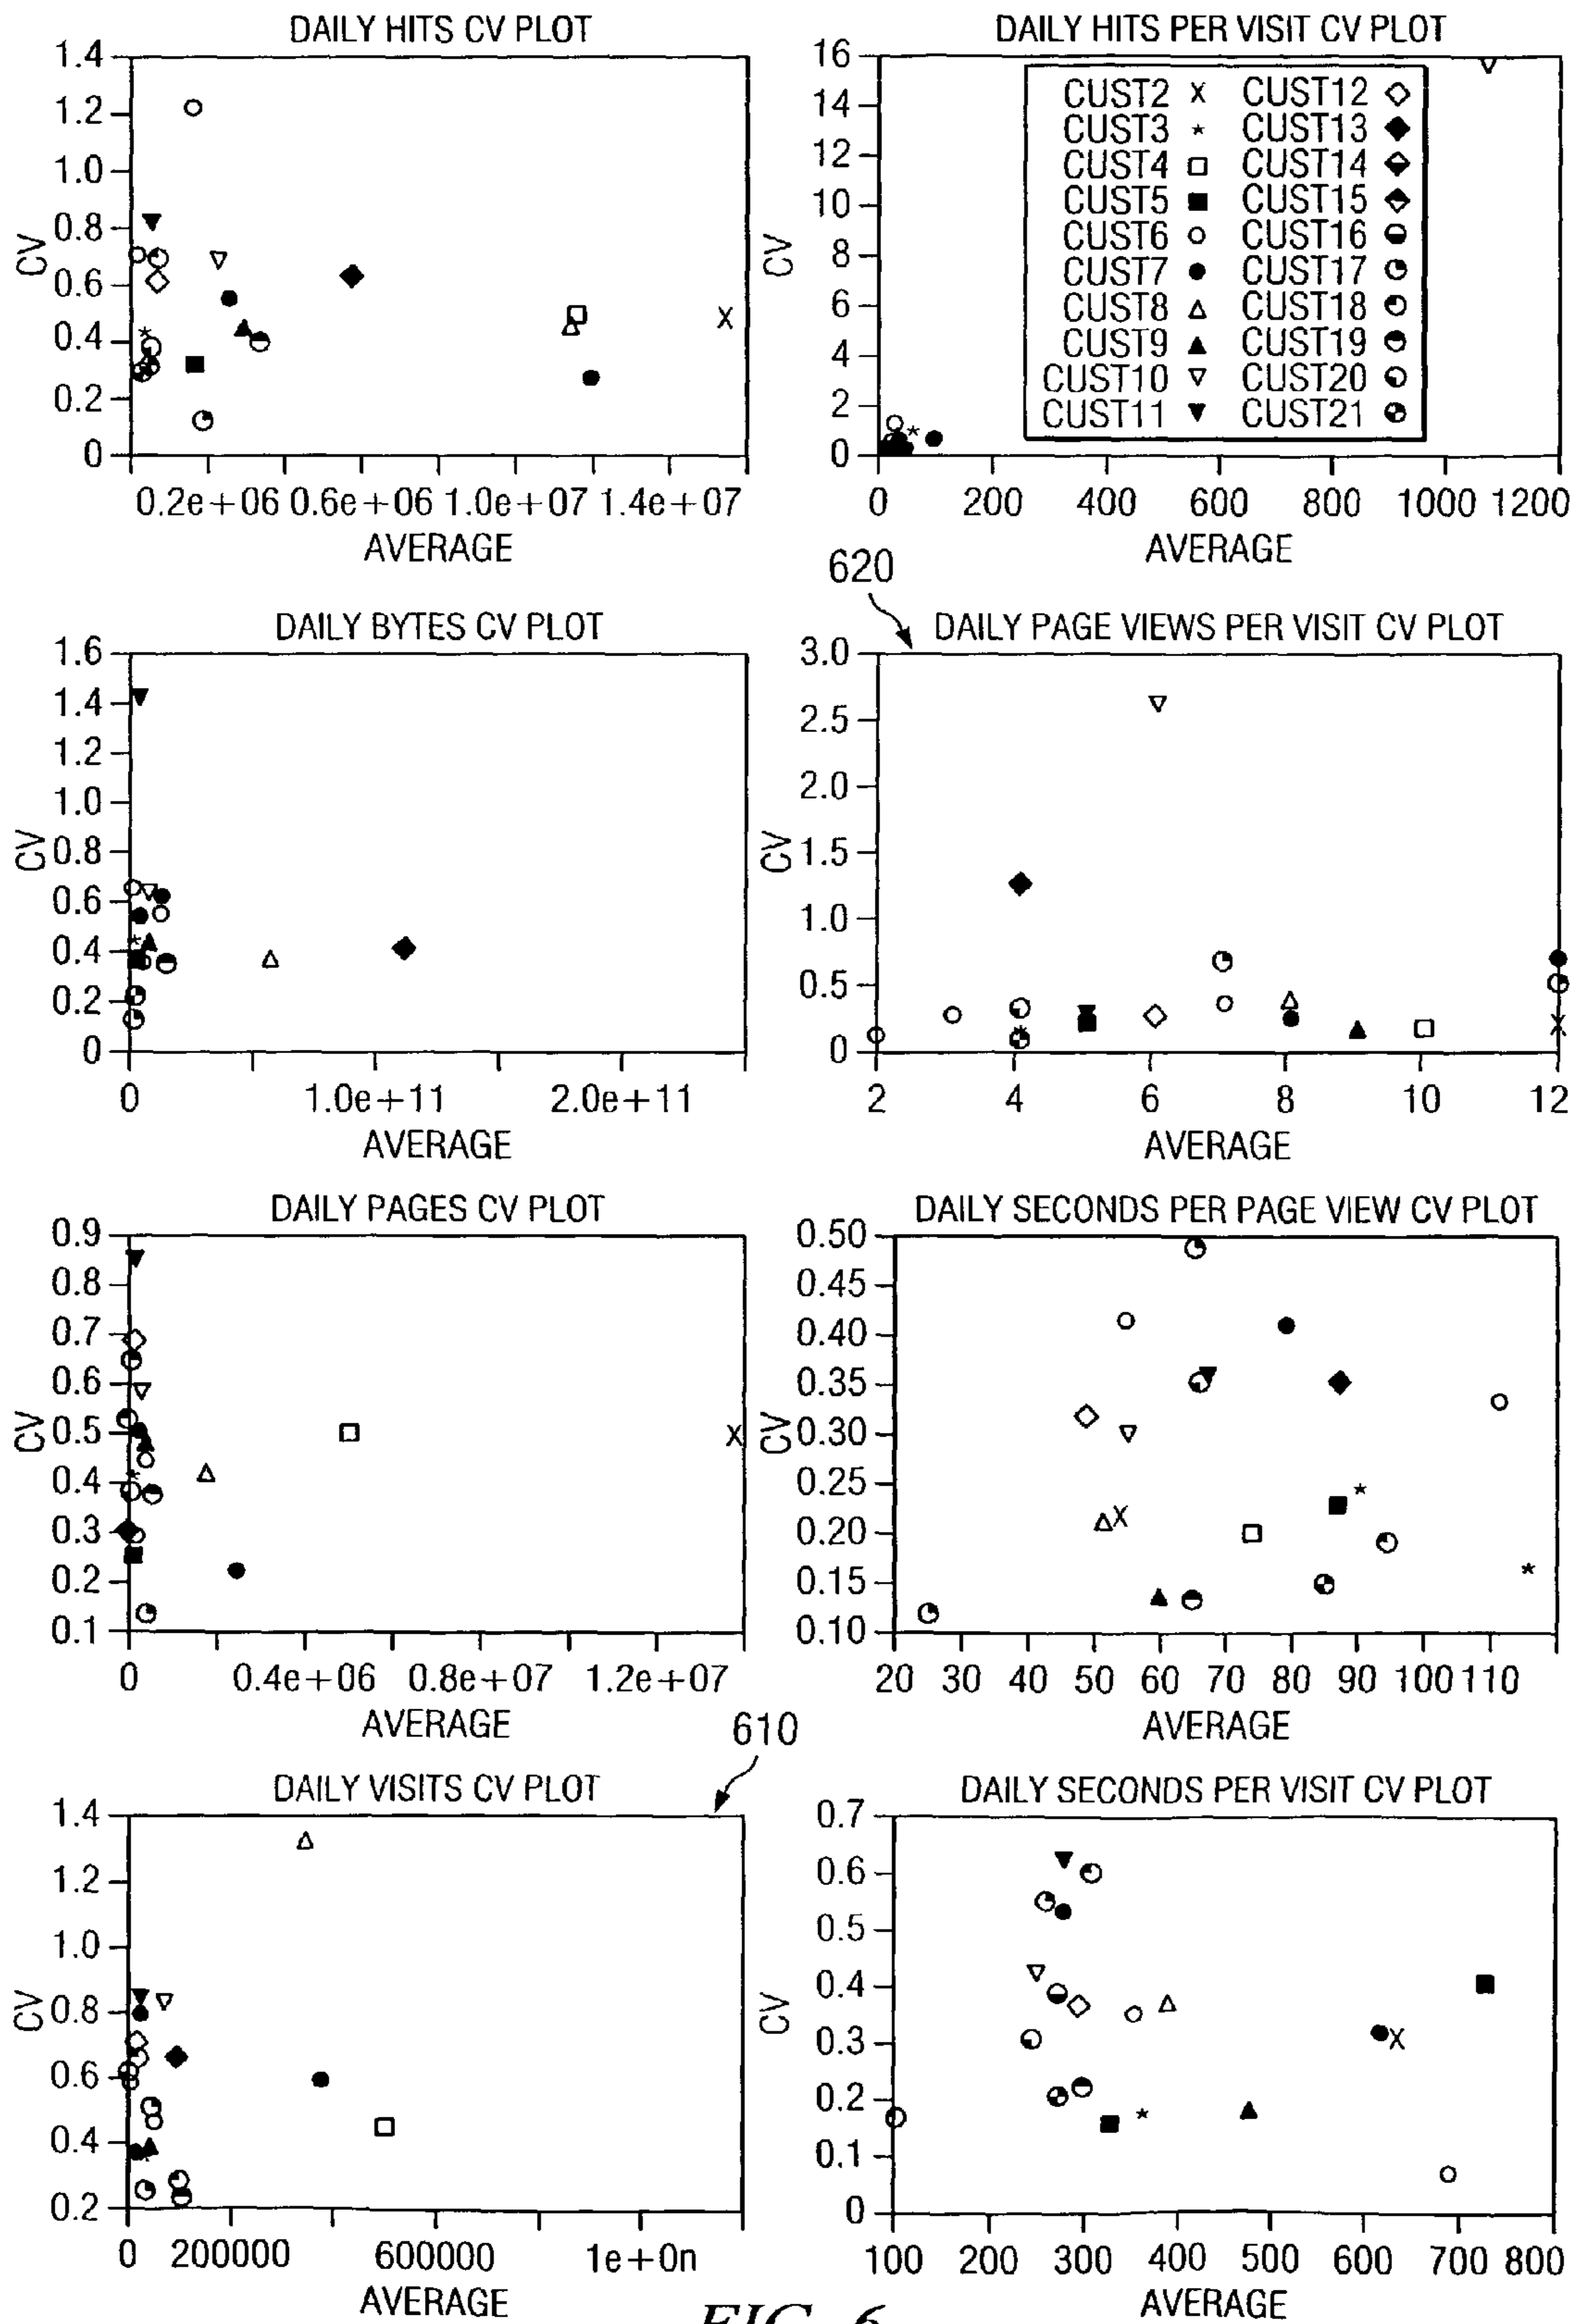 DAILY HITS CV PLOT
1.4
1.2
1.0
0.8
0.6
0.4
0.2
0
CV
0.2e+06 0.6e+06 1.0e+07 1.4e+07
AVERAGE
DAILY HITS PER VISIT CV PLOT
16
14
12
10
8
6
4
2
0
CV
CUST2 CUST12
CUST3 CUST13
CUST4 CUST14
CUST5 CUST15
CUST6 CUST16
CUST7 CUST17
CUST8 CUST18
CUST9 CUST19
CUST10 CUST20
CUST11 CUST21
0 200 400 600 800 1000 1200
AVERAGE
620
DAILY BYTES CV PLOT
1.6
1.4
1.2
1.0
0.8
0.6
0.4
0.2
0
CV
0 1.0e+11 2.0e+11
AVERAGE
DAILY PAGE VIEWS PER VISIT CV PLOT
3.0
2.5
2.0
1.5
1.0
0.5
0
CV
2 4 6 8 10 12
AVERAGE
DAILY PAGES CV PLOT
0.9
0.8
0.7
0.6
0.5
0.4
0.3
0.2
0.1
CV
0 0.4e+06 0.8e+07 1.2e+07
AVERAGE
DAILY SECONDS PER PAGE VIEW CV PLOT
0.50
0.45
0.40
0.35
0.30
0.25
0.20
0.15
0.10
CV
20 30 40 50 60 70 80 90 100 110
AVERAGE
610
DAILY VISITS CV PLOT
1.4
1.2
1.0
0.8
0.6
0.4
0.2
CV
0 200000 600000 1e+0n
AVERAGE
DAILY SECONDS PER VISIT CV PLOT
0.7
0.6
0.5
0.4
0.3
0.2
0.1
0
CV
100 200 300 400 500 600 700 800
AVERAGE
FIG. 6